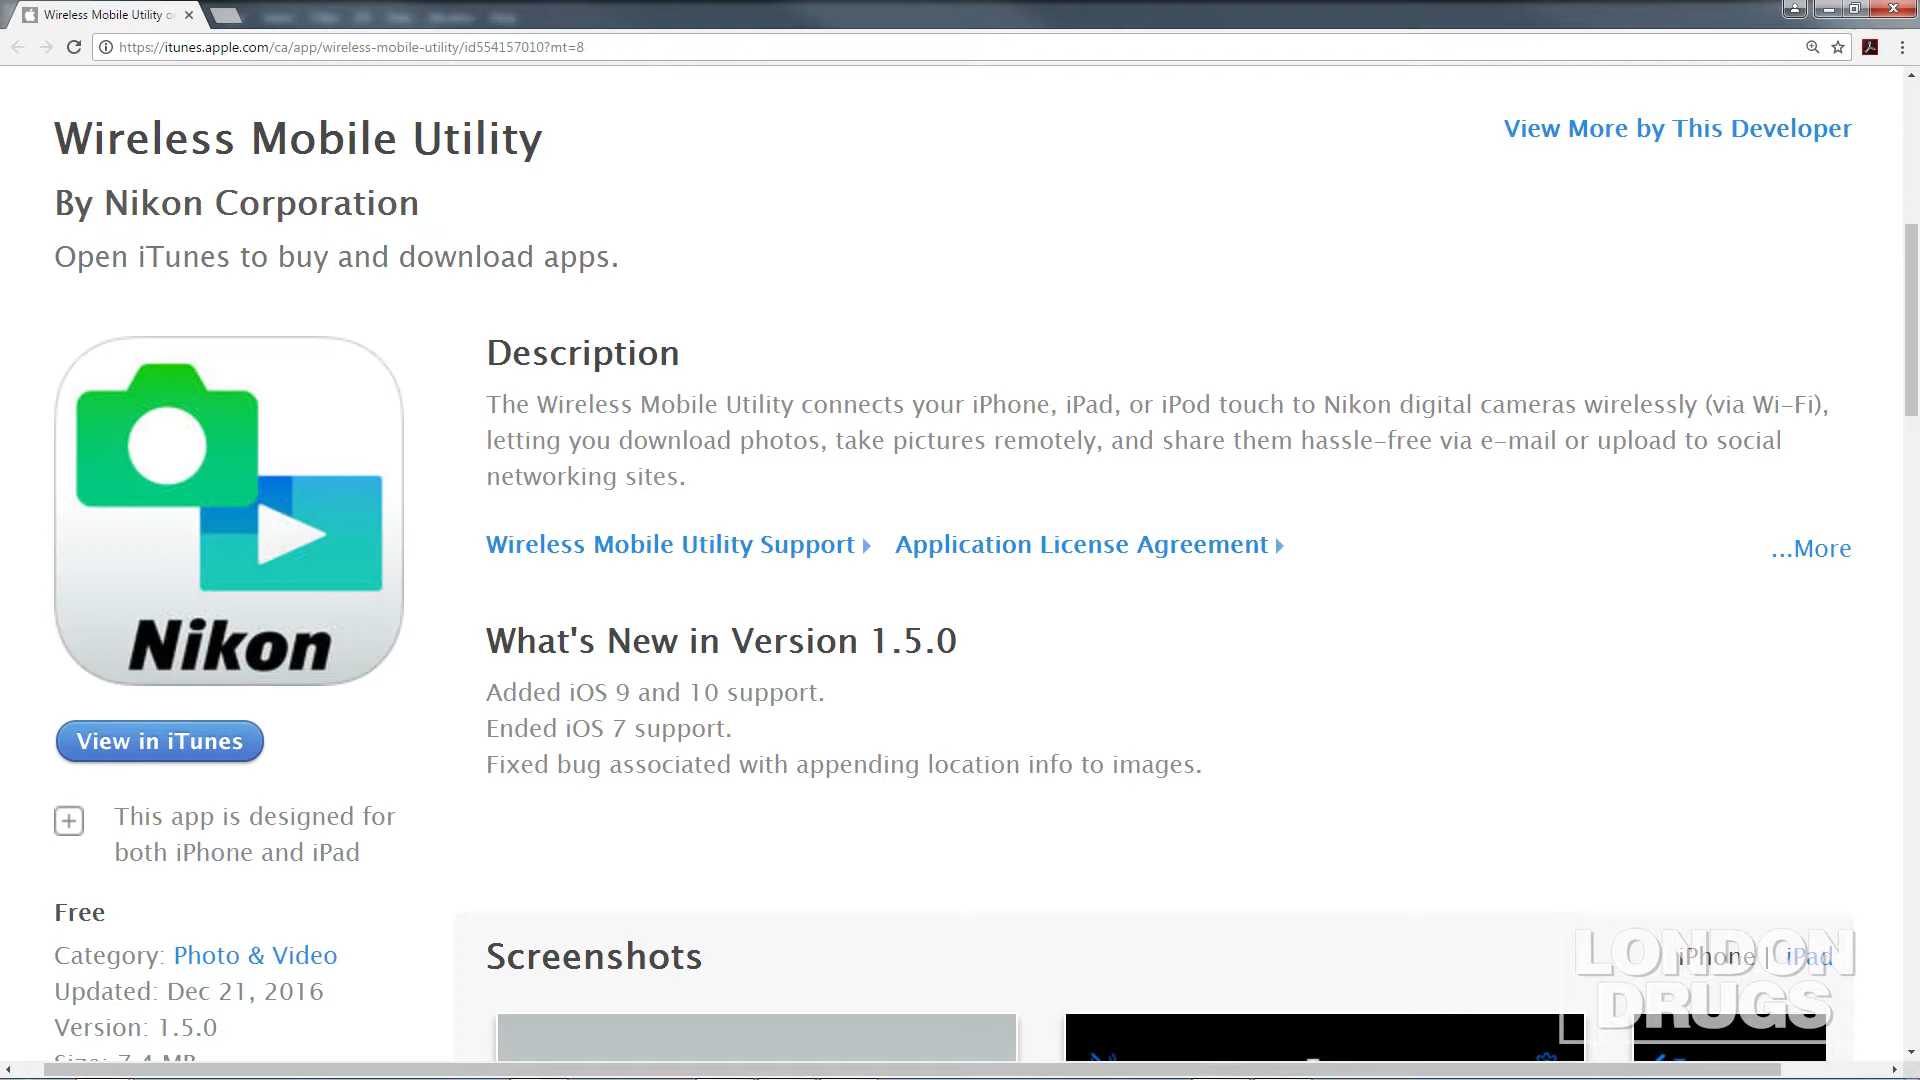 Wireless Mobile Utility o
https://itunes.apple.com/ca/app/wireless-mobile-utility/id554157010?mt=8
Wireless Mobile Utility
View More by This Developer
By Nikon Corporation
Open iTunes to buy and download apps.
Nikon
View in iTunes
This app is designed for
both iPhone and iPad
Free
Category: Photo & Video
Updated: Dec 21, 2016
Version: 1.5.0
Size: 7.4 MB
Description
The Wireless Mobile Utility connects your iPhone, iPad, or iPod touch to Nikon digital cameras wirelessly (via Wi-Fi),
letting you download photos, take pictures remotely, and share them hassle-free via e-mail or upload to social
networking sites.
Wireless Mobile Utility Support
Application License Agreement
...More
What's New in Version 1.5.0
Added iOS 9 and 10 support.
Ended iOS 7 support.
Fixed bug associated with appending location info to images.
Screenshots
iPhone | iPad
LONDON
DRUGS